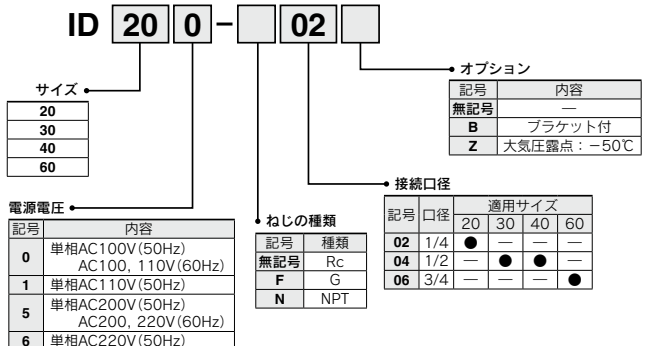 ID 20 0 - 02
サイズ
20
30
40
60
電源電圧
記号 内容
0 単相AC100V(50Hz)
AC100, 110V(60Hz)
1 単相AC110V(50Hz)
5 単相AC200V(50Hz)
AC200, 220V(60Hz)
6 単相AC220V(50Hz)
ねじの種類
記号 種類
無記号 Rc
F G
N NPT
オプション
記号 内容
無記号 —
B ブラケット付
Z 大気圧露点：−50℃
接続口径
記号 口径 適用サイズ
20 30 40 60
02 1/4 ● — — —
04 1/2 — ● ● —
06 3/4 — — — ●